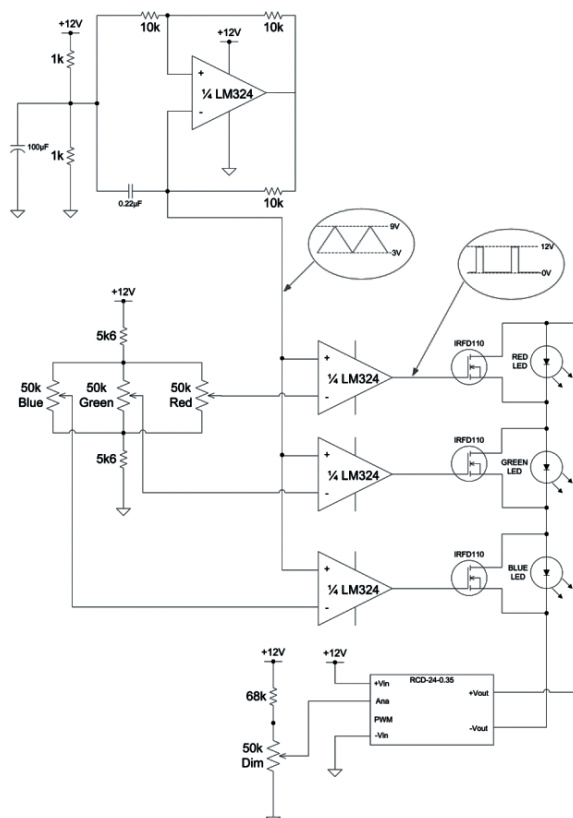 +12V
10k
10k
+12V
1k
+
¼ LM324
-
100µF
1k
0.22µF
10k
9V
3V
12V
0V
+12V
5k6
50k
Blue
50k
Green
50k
Red
5k6
+
¼ LM324
-
IRFD110
RED
LED
+
¼ LM324
-
IRFD110
GREEN
LED
+
¼ LM324
-
IRFD110
BLUE
LED
+12V
68k
50k
Dim
+12V
RCD-24-0.35
+Vin
Ana
PWM
-Vin
+Vout
-Vout